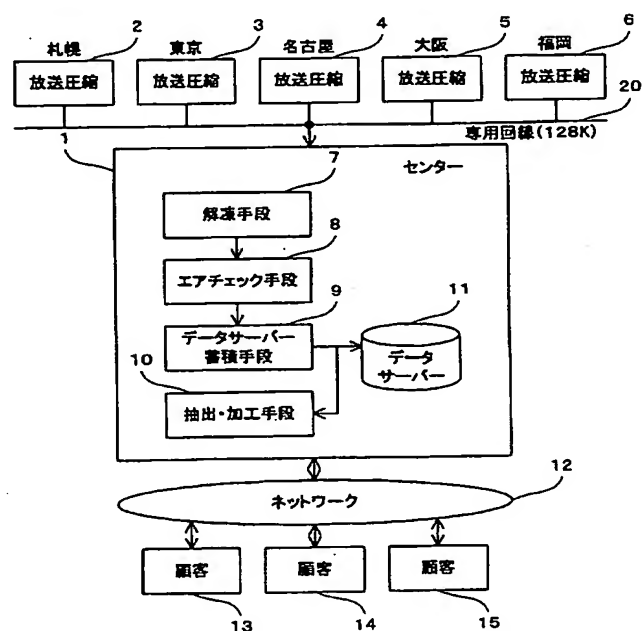 2 3 4 5 6
札幌 東京 名古屋 大阪 福岡
放送圧縮 放送圧縮 放送圧縮 放送圧縮 放送圧縮
20
専用回線(128K)
1
センター
7
解凍手段
8
エアチェック手段
9
データサーバー
蓄積手段
11
データ
サーバー
10
抽出・加工手段
12
ネットワーク
顧客 顧客 顧客
13 14 15